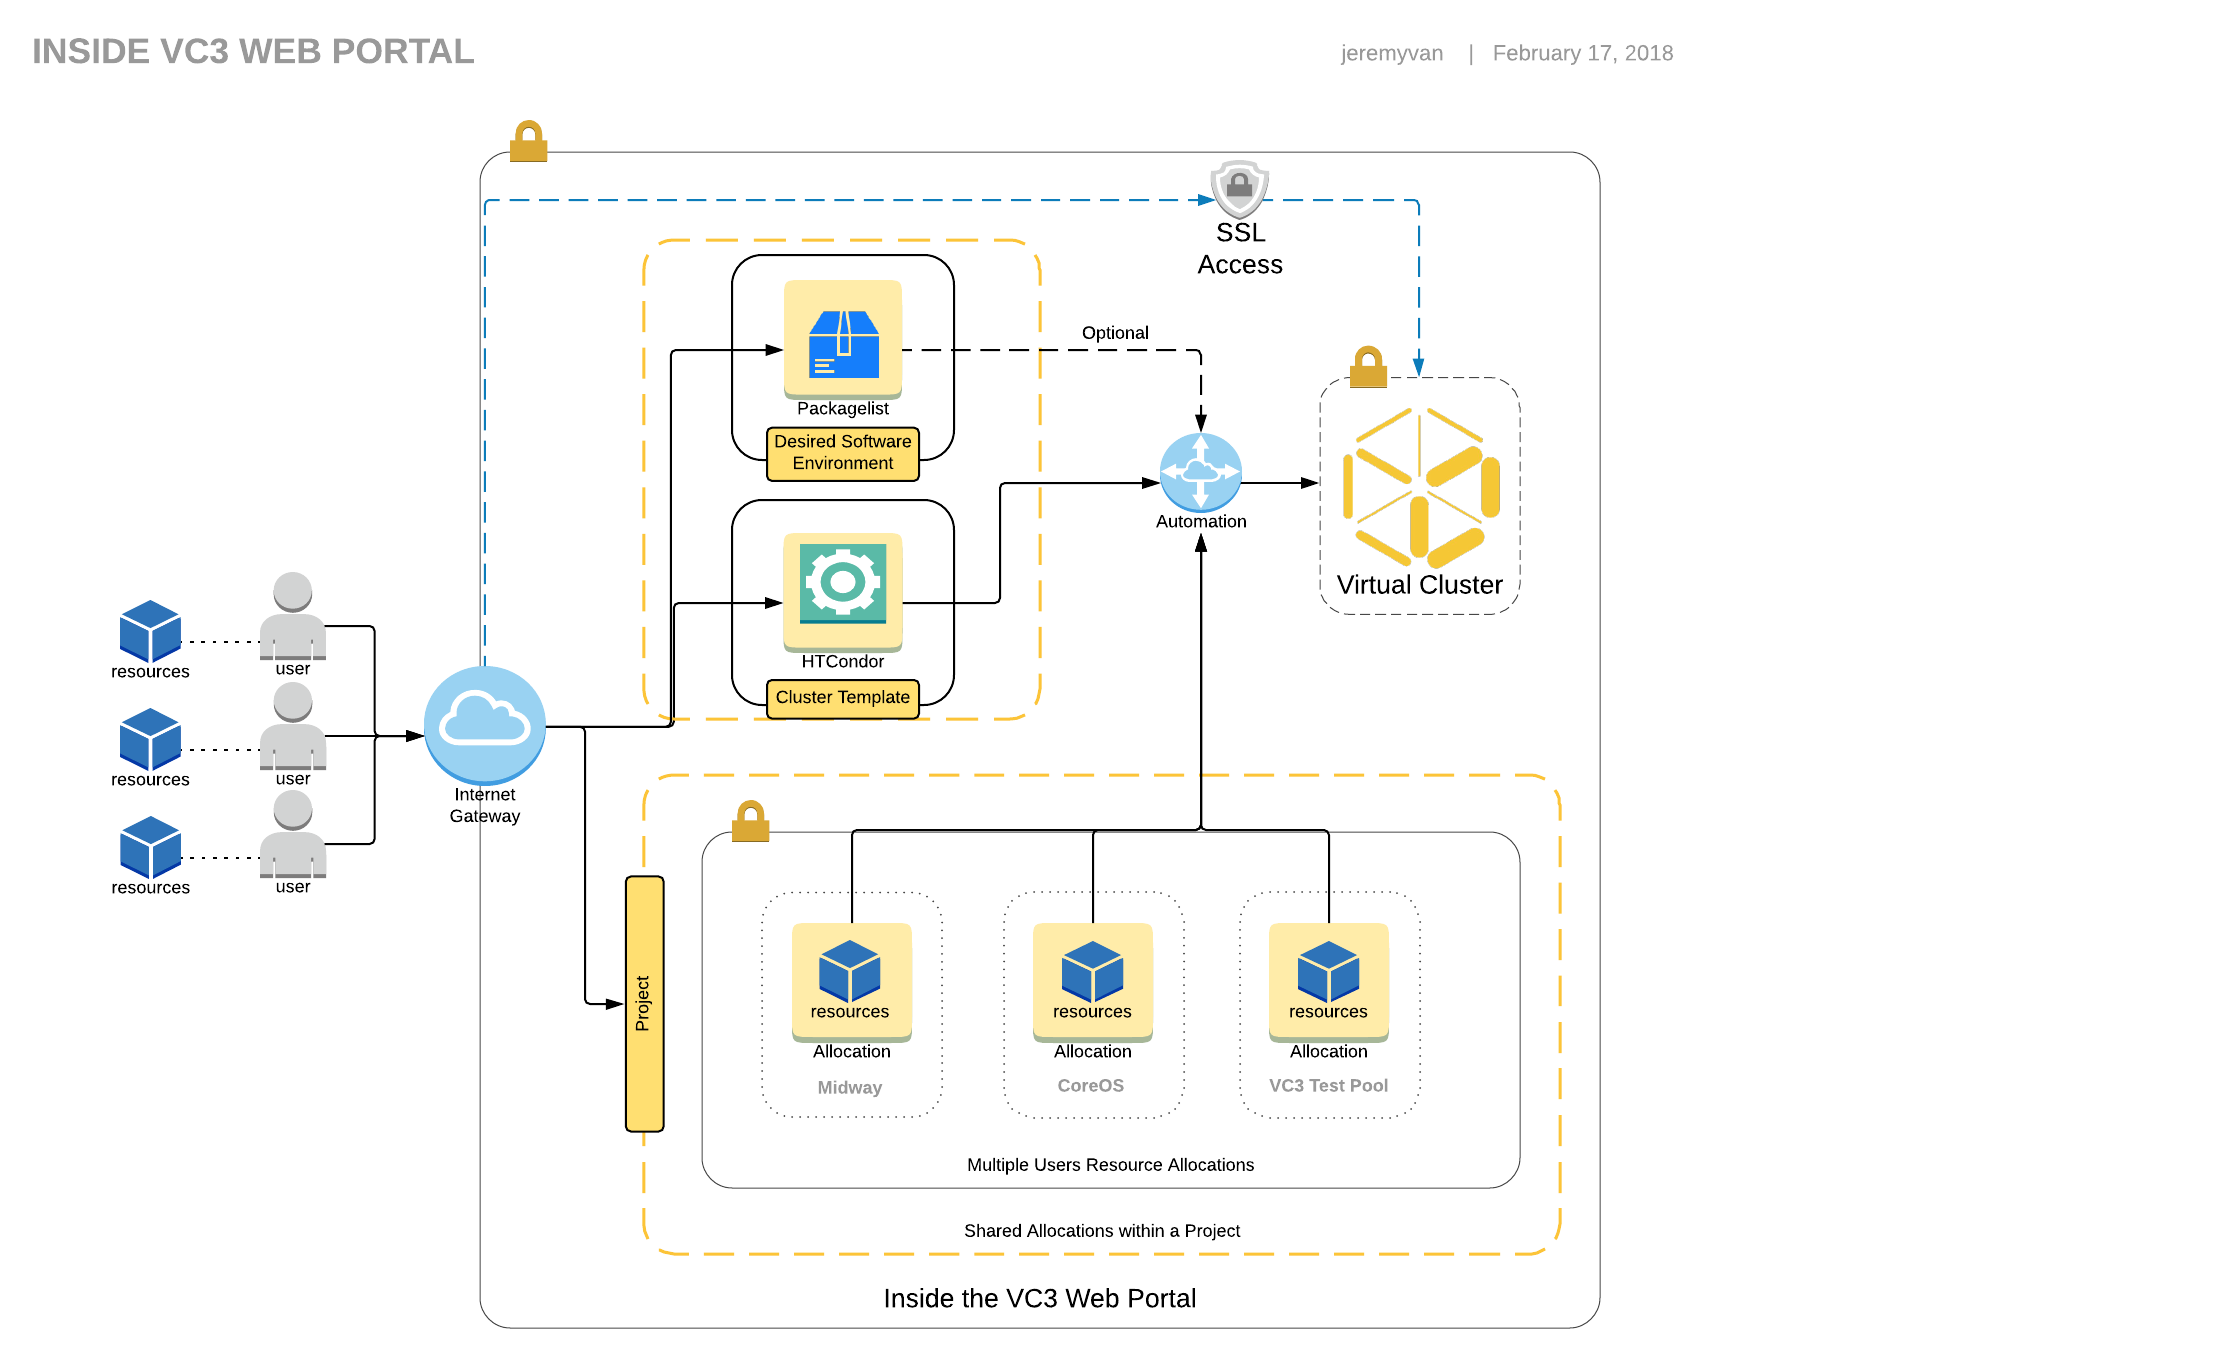 INSIDE VC3 WEB PORTAL
jeremyvan | February 17, 2018
SSL
Access
Optional
Packagelist
Desired Software
Environment
Automation
Virtual Cluster
HTCondor
Cluster Template
resources
user
resources
user
resources
user
Internet
Gateway
Project
resources
Allocation
Midway
resources
Allocation
CoreOS
resources
Allocation
VC3 Test Pool
Multiple Users Resource Allocations
Shared Allocations within a Project
Inside the VC3 Web Portal